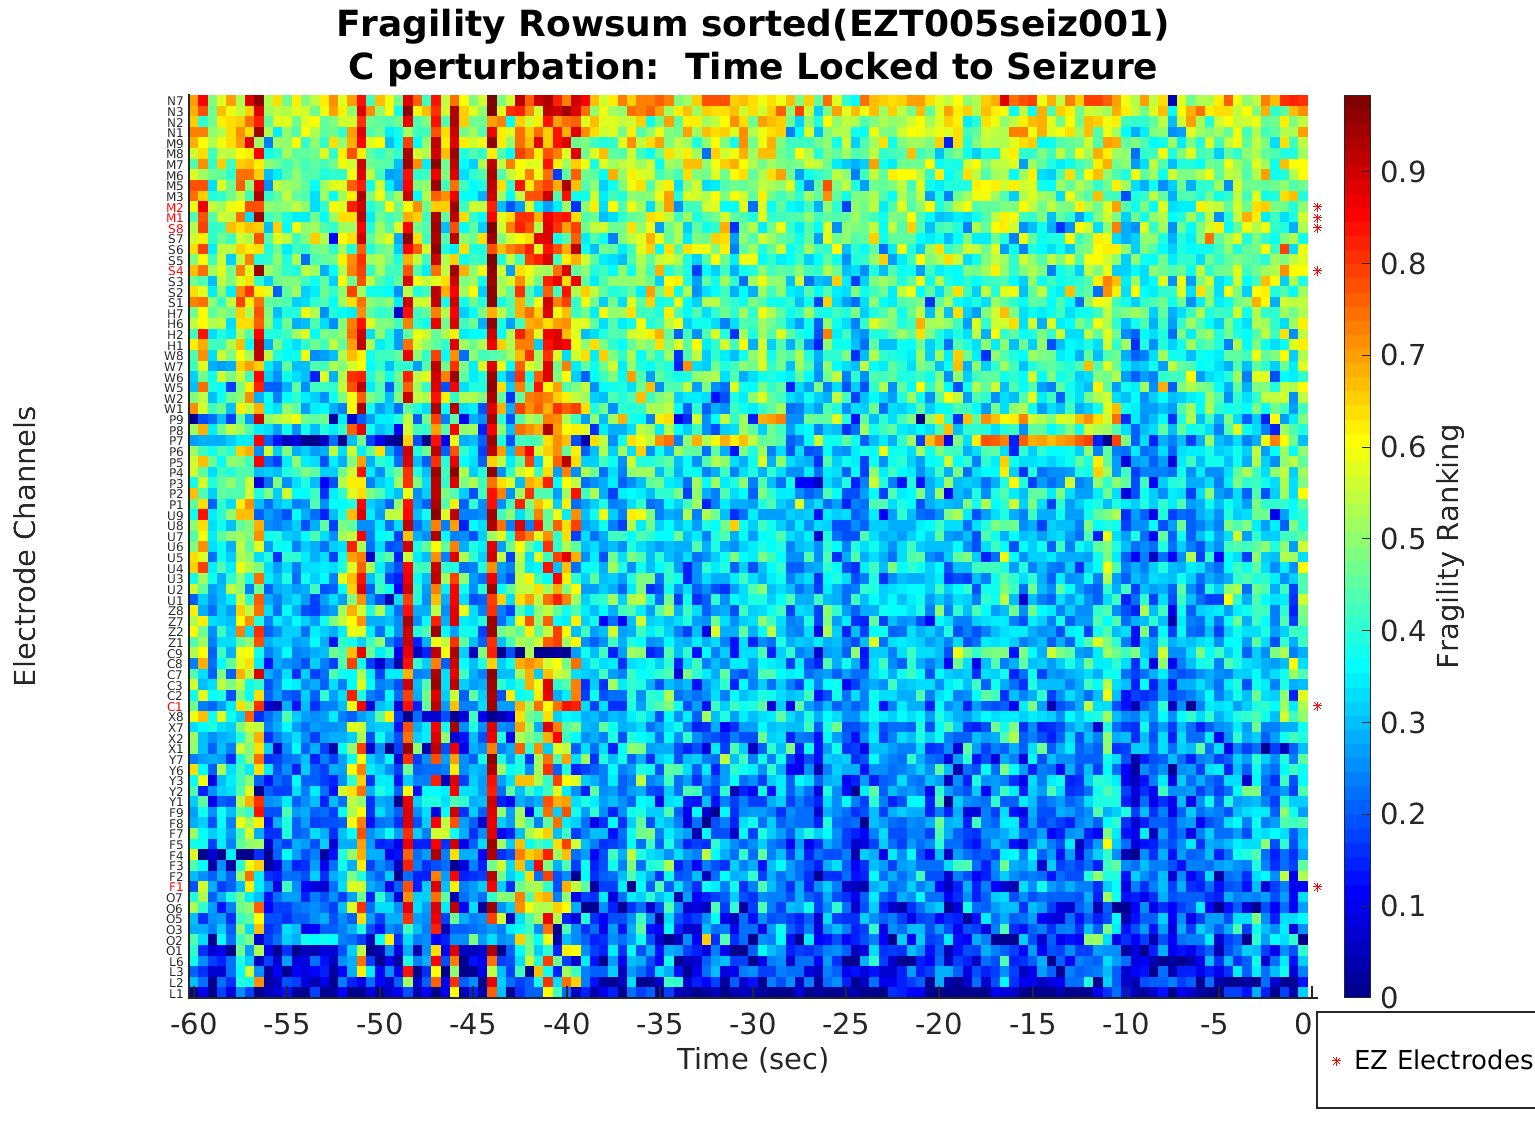 Fragility Rowsum sorted(EZT005seiz001)
C perturbation:  Time Locked to Seizure
Electrode Channels
N7
N3
N2
N1
M9
M8
M7
M6
M5
M3
M2
M1
S8
S7
S6
S5
S4
S3
S2
S1
H7
H6
H2
H1
W8
W7
W6
W5
W2
W1
P9
P8
P7
P6
P5
P4
P3
P2
P1
U9
U8
U7
U6
U5
U4
U3
U2
U1
Z8
Z7
Z2
Z1
C9
C8
C7
C3
C2
C1
X8
X7
X2
X1
Y7
Y6
Y3
Y2
Y1
F9
F8
F7
F5
F4
F3
F2
F1
O7
O6
O5
O3
O2
O1
L6
L3
L2
L1
-60 -55 -50 -45 -40 -35 -30 -25 -20 -15 -10 -5 0
Time (sec)
0.9
0.8
0.7
0.6
0.5
0.4
0.3
0.2
0.1
0
Fragility Ranking
EZ Electrodes